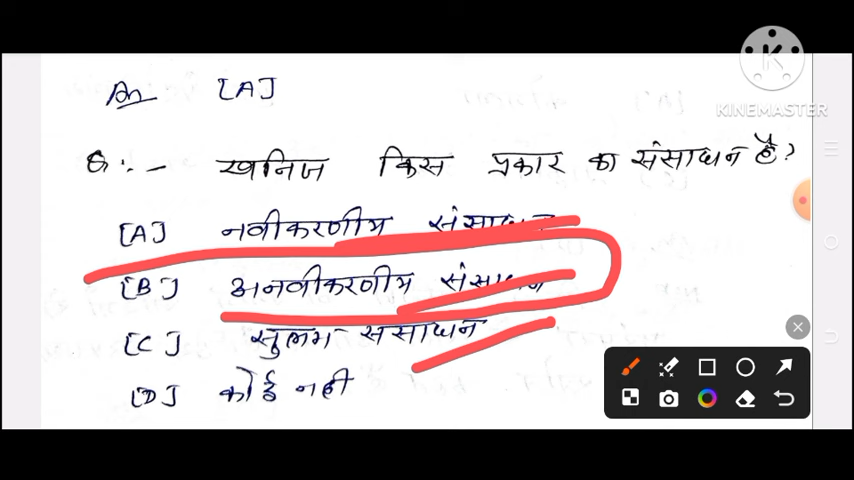 KINEMASTER
Ans [A]
Q:- खनिज किस प्रकार का संसाधन है?
[A] नवीकरणीय संसाधन
[B] अनवीकरणीय संसाधन
[C] सुलभ संसाधन
[D] कोई नही